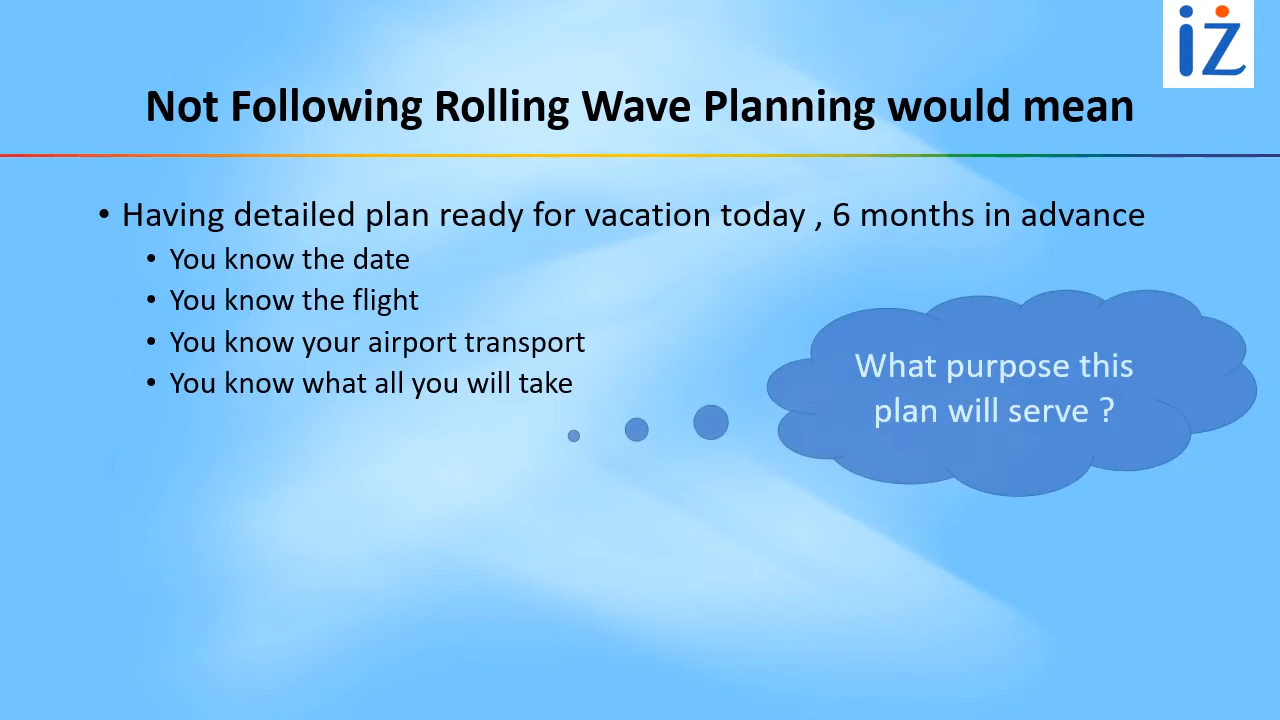 iz
Not Following Rolling Wave Planning would mean
• Having detailed plan ready for vacation today , 6 months in advance
• You know the date
• You know the flight
• You know your airport transport
• You know what all you will take
What purpose this
plan will serve ?